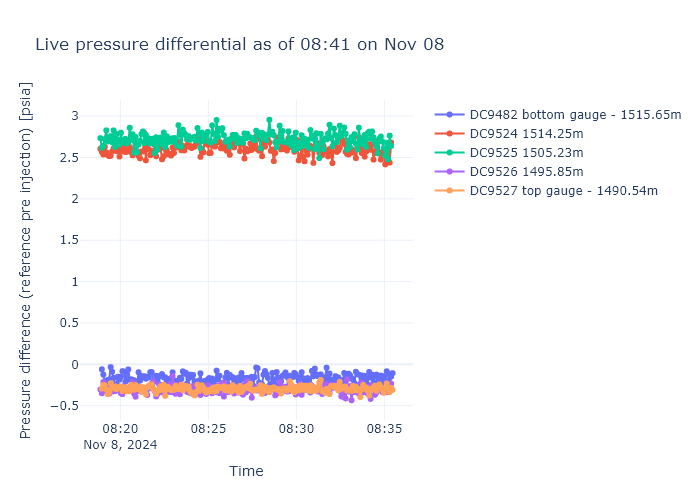 Live pressure differential as of 08:41 on Nov 08
Pressure difference (reference pre injection) [psia]
3
2.5
2
1.5
1
0.5
0
−0.5
08:20
Nov 8, 2024
08:25
08:30
08:35
Time
DC9482 bottom gauge - 1515.65m
DC9524 1514.25m
DC9525 1505.23m
DC9526 1495.85m
DC9527 top gauge - 1490.54m